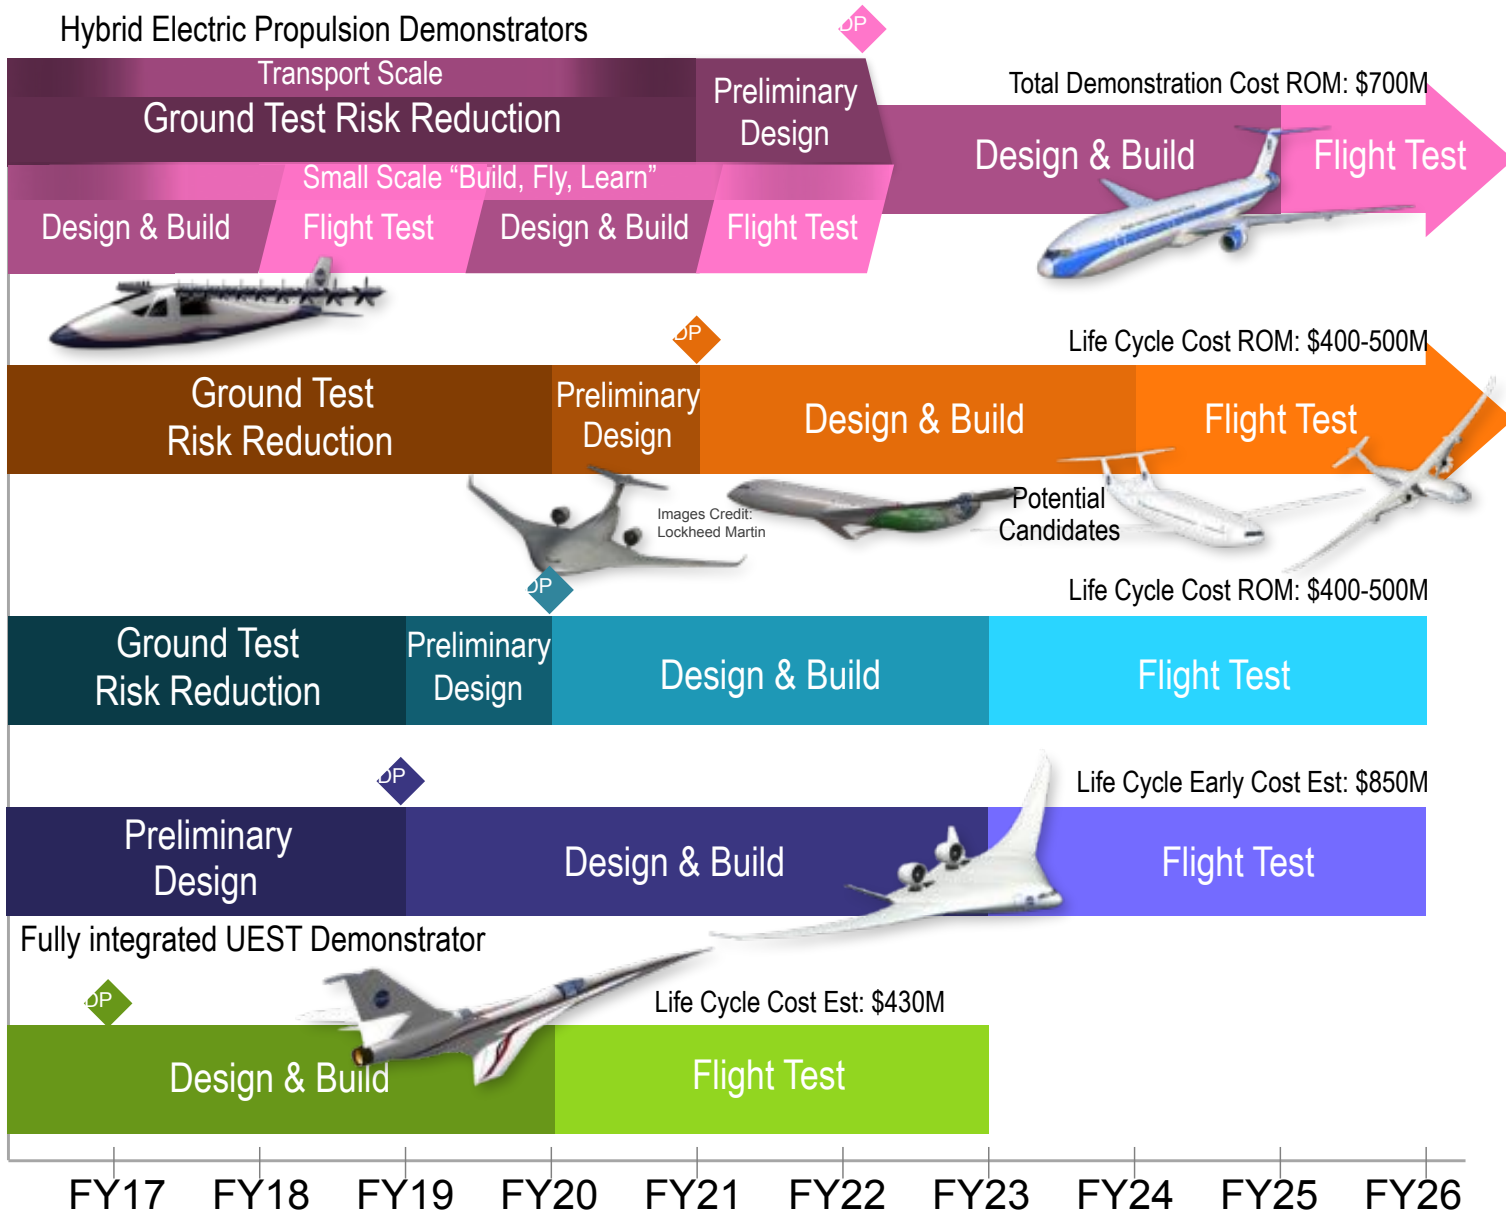 Hybrid Electric Propulsion Demonstrators
DP
Transport Scale
Ground Test Risk Reduction
Preliminary
Design
Total Demonstration Cost ROM: $700M
Design & Build
Flight Test
Small Scale “Build, Fly, Learn”
Design & Build
Flight Test
Design & Build
Flight Test
DP
Life Cycle Cost ROM: $400-500M
Ground Test
Risk Reduction
Preliminary
Design
Design & Build
Flight Test
Images Credit:
Lockheed Martin
Potential
Candidates
DP
Life Cycle Cost ROM: $400-500M
Ground Test
Risk Reduction
Preliminary
Design
Design & Build
Flight Test
DP
Life Cycle Early Cost Est: $850M
Preliminary
Design
Design & Build
Flight Test
Fully integrated UEST Demonstrator
DP
Life Cycle Cost Est: $430M
Design & Build
Flight Test
FY17 FY18 FY19 FY20 FY21 FY22 FY23 FY24 FY25 FY26